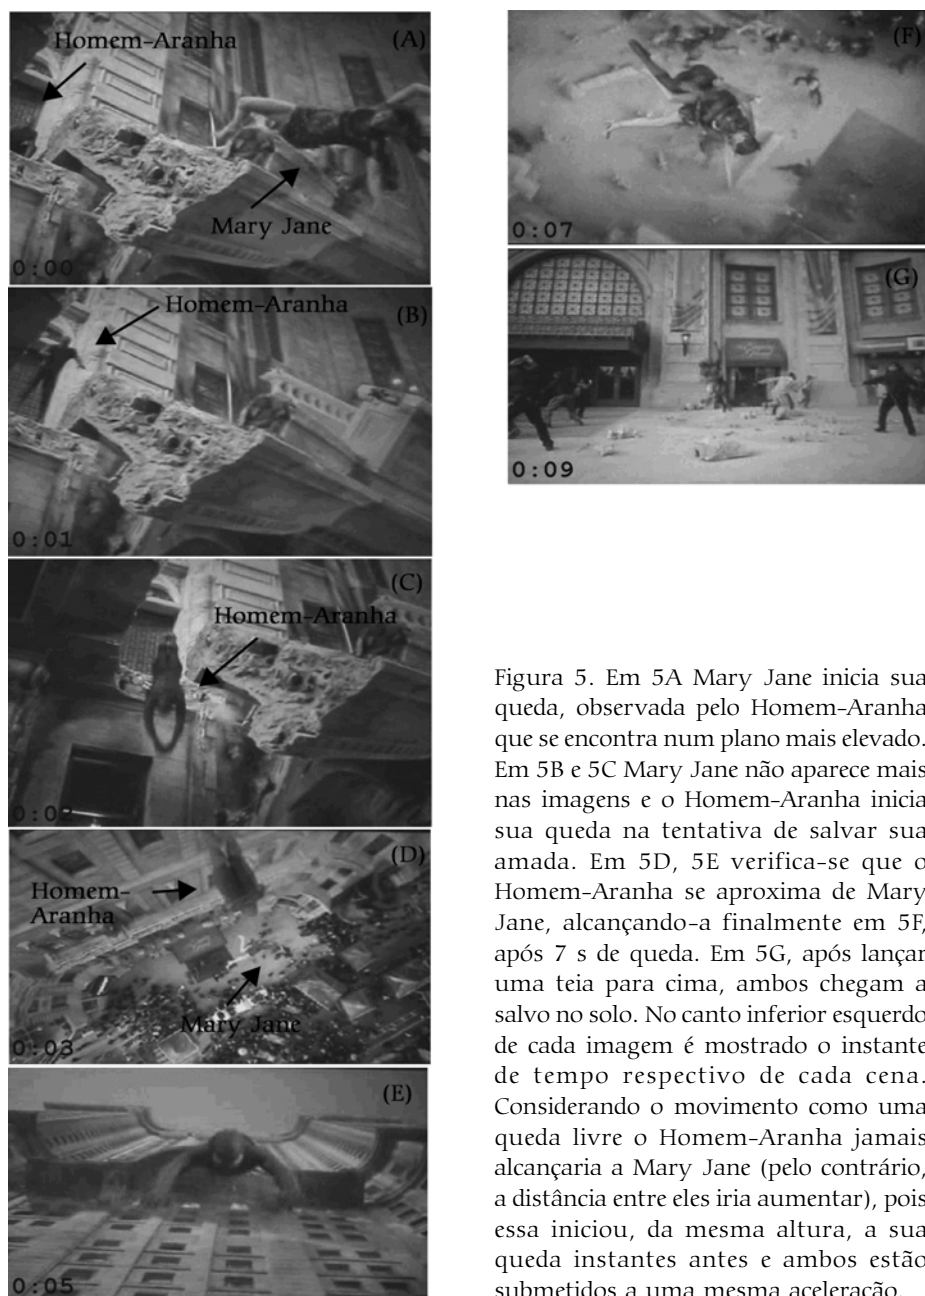 Homem-Aranha
(A)
Mary Jane
0:00
Homem-Aranha
(B)
0:01
(C)
Homem-Aranha
0:02
(D)
Homem-
Aranha
Mary Jane
0:03
(E)
0:05
(F)
0:07
(G)
0:09
Figura 5. Em 5A Mary Jane inicia sua
queda, observada pelo Homem-Aranha
que se encontra num plano mais elevado.
Em 5B e 5C Mary Jane não aparece mais
nas imagens e o Homem-Aranha inicia
sua queda na tentativa de salvar sua
amada. Em 5D, 5E verifica-se que o
Homem-Aranha se aproxima de Mary
Jane, alcançando-a finalmente em 5F,
após 7 s de queda. Em 5G, após lançar
uma teia para cima, ambos chegam a
salvo no solo. No canto inferior esquerdo
de cada imagem é mostrado o instante
de tempo respectivo de cada cena.
Considerando o movimento como uma
queda livre o Homem-Aranha jamais
alcançaria a Mary Jane (pelo contrário,
a distância entre eles iria aumentar), pois
essa iniciou, da mesma altura, a sua
queda instantes antes e ambos estão
submetidos a uma mesma aceleração.